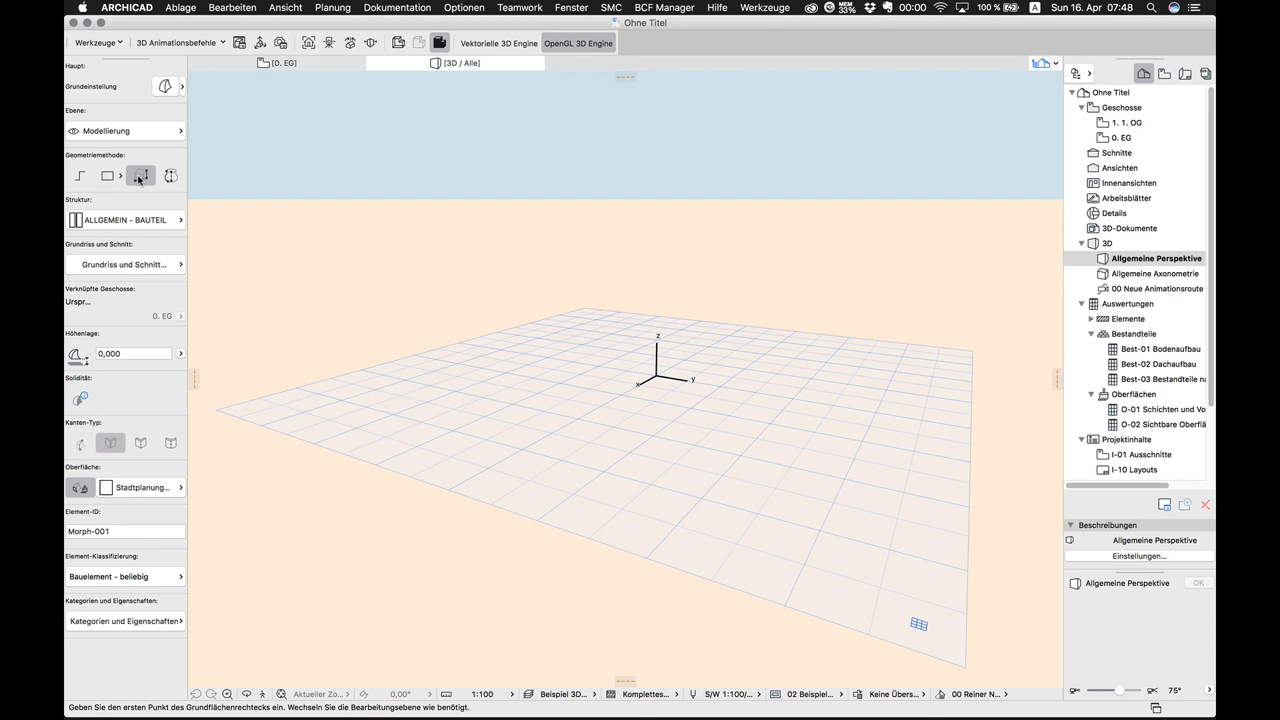 ARCHICAD Ablage Bearbeiten Ansicht Planung Dokumentation Optionen Teamwork Fenster SMC BCF Manager Hilfe Werkzeuge MEM 33% 00:00 100 % A Sun 16. Apr 07:48
Ohne Titel
Werkzeuge 3D Animationsbefehle Vektorielle 3D Engine OpenGL 3D Engine
[0. EG] [3D / Alle]
Haupt:
Grundeinstellung
Ebene:
Modellierung
Geometriemethode:
Struktur:
ALLGEMEIN - BAUTEIL
Grundriss und Schnitt:
Grundriss und Schnitt...
Verknüpfte Geschosse:
Urspr...
0. EG
Höhenlage:
0,000
Solidität:
Kanten-Typ:
Oberfläche:
Stadtplanung...
Element-ID:
Morph-001
Element-Klassifizierung:
Bauelement - beliebig
Kategorien und Eigenschaften:
Kategorien und Eigenschaften
z
x
y
Ohne Titel
Geschosse
1. 1. OG
0. EG
Schnitte
Ansichten
Innenansichten
Arbeitsblätter
Details
3D-Dokumente
3D
Allgemeine Perspektive
Allgemeine Axonometrie
00 Neue Animationsroute
Auswertungen
Elemente
Bestandteile
Best-01 Bodenaufbau
Best-02 Dachaufbau
Best-03 Bestandteile na
Oberflächen
O-01 Schichten und Vo
O-02 Sichtbare Oberflä
Projektinhalte
I-01 Ausschnitte
I-10 Layouts
Beschreibungen
Allgemeine Perspektive
Einstellungen...
Allgemeine Perspektive OK
Aktueller Zo... 0,00° 1:100 Beispiel 3D... Komplettes... S/W 1:100/... 02 Beispiel... Keine Übers... 00 Reiner N... 75°
Geben Sie den ersten Punkt des Grundflächenrechtecks ein. Wechseln Sie die Bearbeitungsebene wie benötigt.